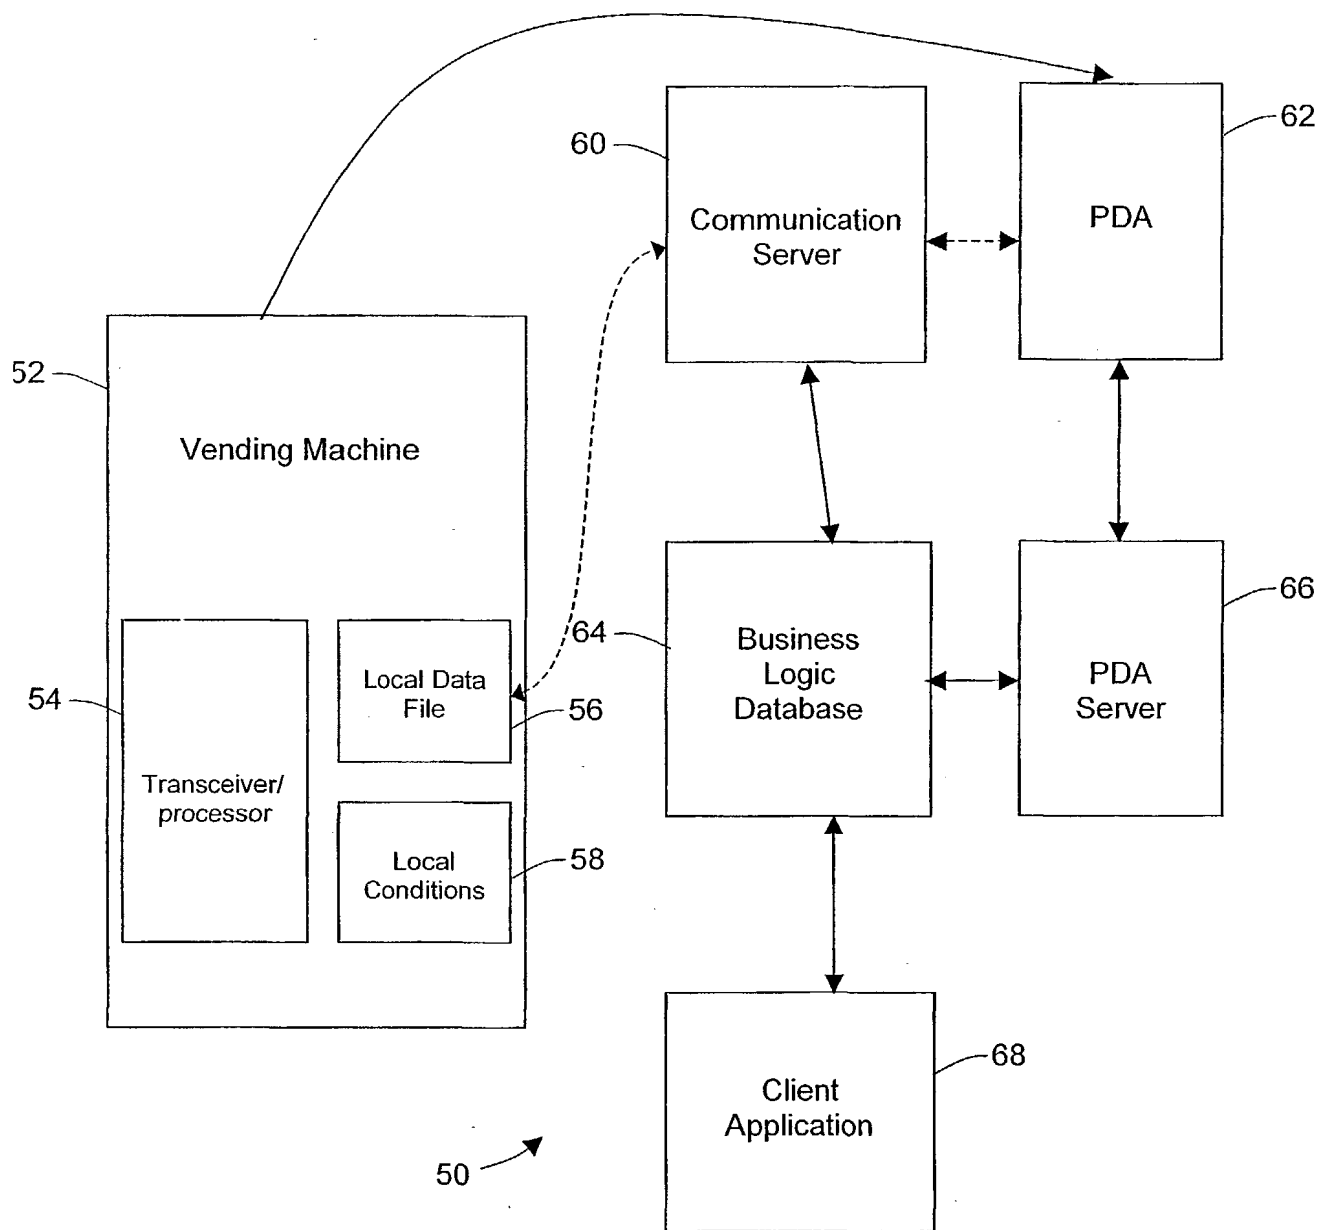 60
62
Communication
Server
PDA
52
Vending Machine
64
66
Business
Logic
Database
PDA
Server
54
Local Data
File
56
Transceiver/
processor
58
Local
Conditions
68
Client
Application
50